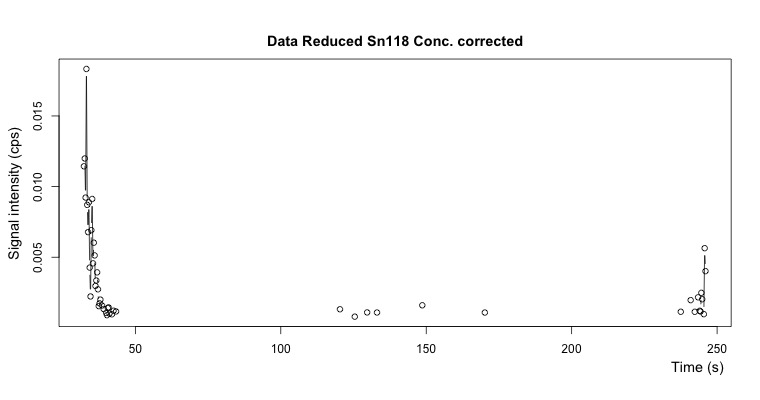 Data Reduced Sn118 Conc. corrected
Signal intensity (cps)
0.015
0.010
0.005
50 100 150 200 250
Time (s)